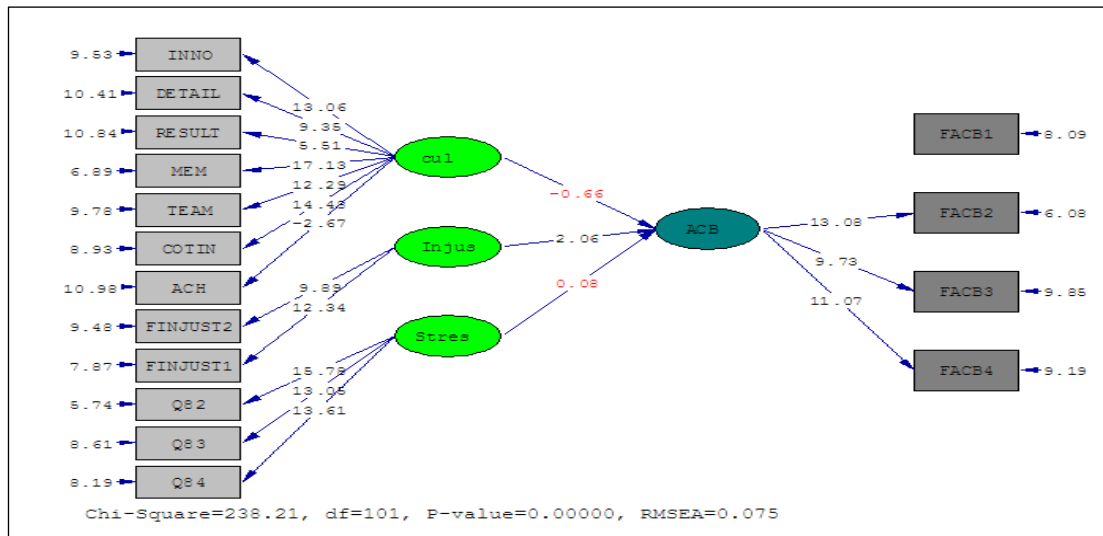 9.53 INNO
10.41 DETAIL
10.84 RESULT
6.89 MEM
9.78 TEAM
8.93 COTIN
10.98 ACH
9.48 FINJUST2
7.87 FINJUST1
5.74 Q82
8.61 Q83
8.19 Q84
13.06
9.35
5.51
17.13
12.29
14.43
-2.67
9.89
12.34
15.78
13.05
13.61
cul
Injus
Stres
-0.66
2.06
0.08
ACB
13.08
9.73
11.07
FACB1 8.09
FACB2 6.08
FACB3 9.85
FACB4 9.19
Chi-Square=238.21, df=101, P-value=0.00000, RMSEA=0.075